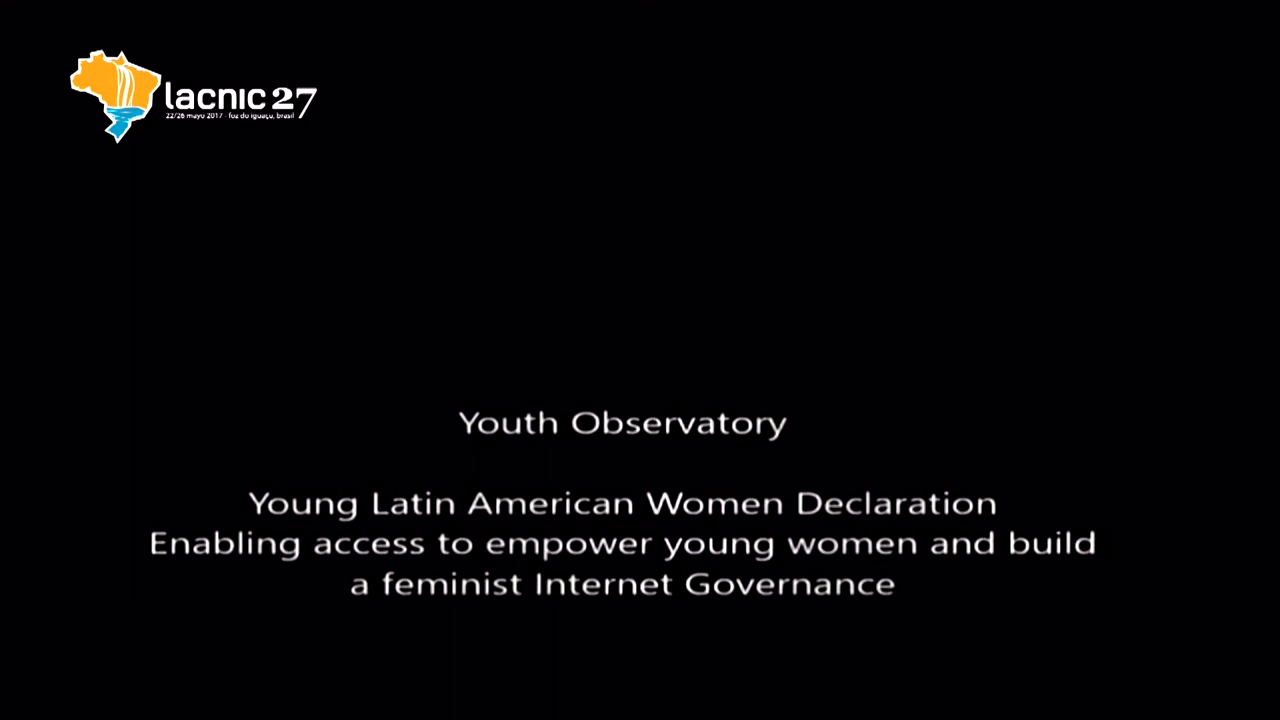 lacnic 27
22/26 mayo 2017 - foz do iguaçu, brasil
Youth Observatory
Young Latin American Women Declaration
Enabling access to empower young women and build
a feminist Internet Governance